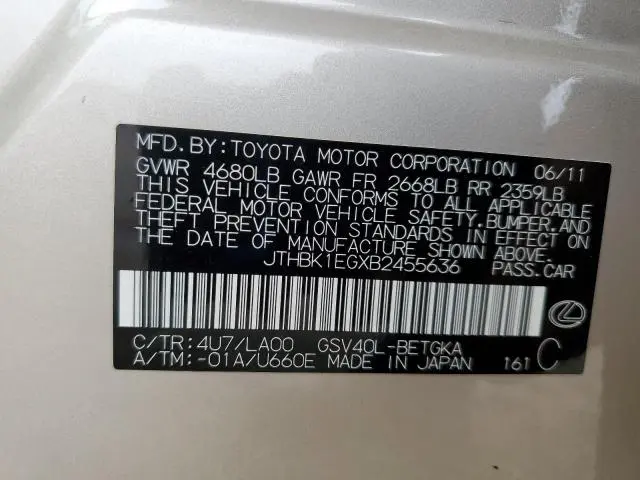 MFD. BY: TOYOTA MOTOR CORPORATION 06/11
GVWR 4680LB GAWR FR 2668LB RR 2359LB
THIS VEHICLE CONFORMS TO ALL APPLICABLE
FEDERAL MOTOR VEHICLE SAFETY, BUMPER, AND
THEFT PREVENTION STANDARDS IN EFFECT ON
THE DATE OF MANUFACTURE SHOWN ABOVE.
JTHBK1EGXB2455636 PASS. CAR
C/TR: 4U7/LA00 GSV40L-BETGKA
A/TM: -01A/U660E MADE IN JAPAN 161 C